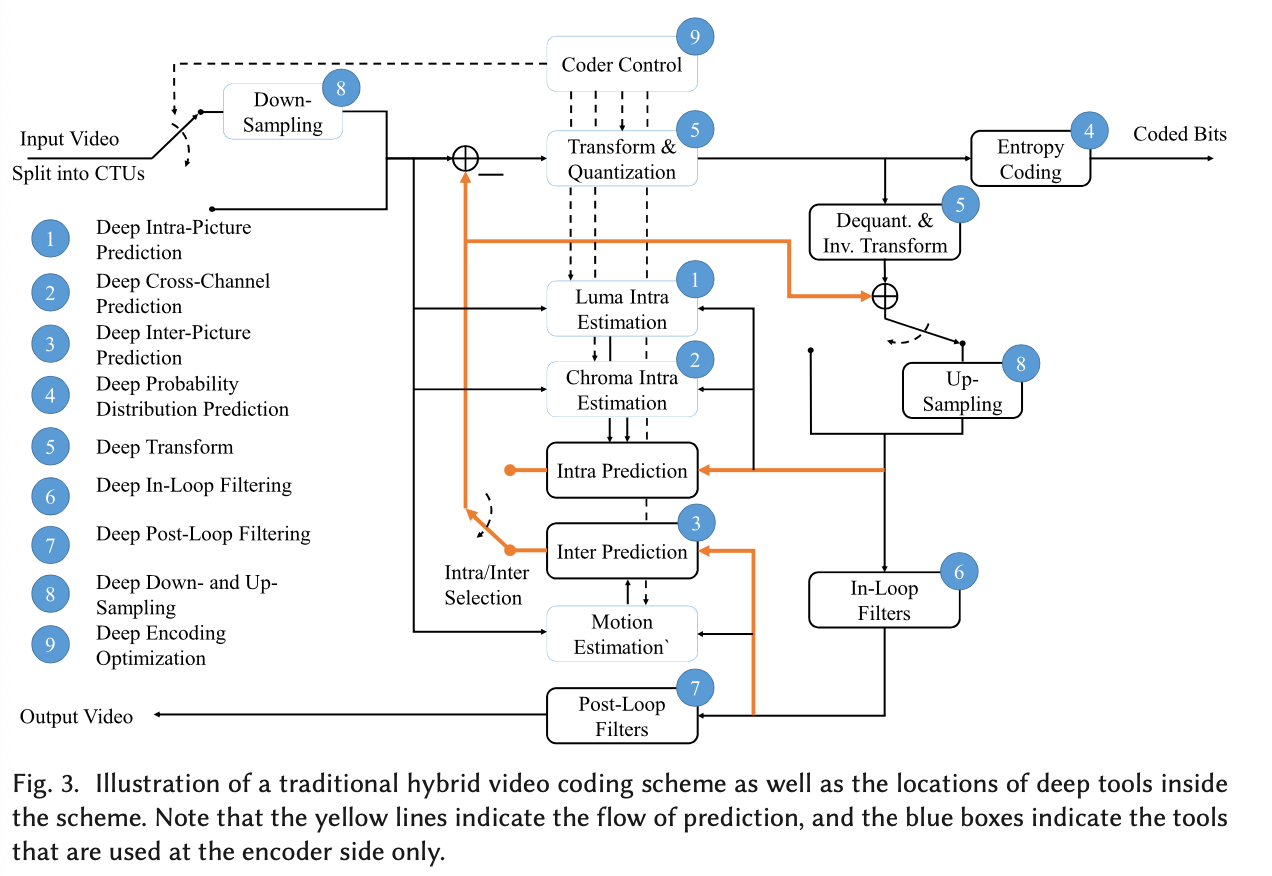 9
Coder Control
8
Down-
Sampling
Input Video
Split into CTUs
5
Transform &
Quantization
4
Entropy
Coding
Coded Bits
5
Dequant. &
Inv. Transform
1
Deep Intra-Picture
Prediction
2
Deep Cross-Channel
Prediction
3
Deep Inter-Picture
Prediction
4
Deep Probability
Distribution Prediction
5
Deep Transform
6
Deep In-Loop Filtering
7
Deep Post-Loop Filtering
8
Deep Down- and Up-
Sampling
9
Deep Encoding
Optimization
1
Luma Intra
Estimation
2
Chroma Intra
Estimation
8
Up-
Sampling
Intra Prediction
3
Inter Prediction
Intra/Inter
Selection
6
In-Loop
Filters
Motion
Estimation`
7
Post-Loop
Filters
Output Video
Fig. 3. Illustration of a traditional hybrid video coding scheme as well as the locations of deep tools inside
the scheme. Note that the yellow lines indicate the flow of prediction, and the blue boxes indicate the tools
that are used at the encoder side only.